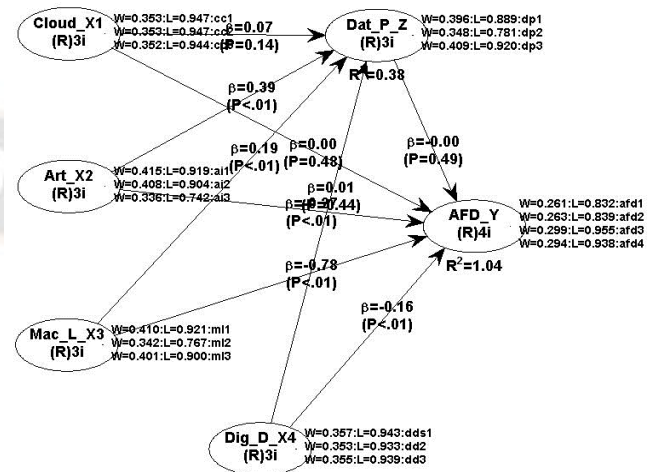 Cloud_X1
(R)3i
W=0.353:L=0.947:cc1
W=0.353:L=0.947:cc2
W=0.352:L=0.944:
β=0.07
(P=0.14)
Dat_P_Z
(R)3i
W=0.396:L=0.889:dp1
W=0.348:L=0.781:dp2
W=0.409:L=0.920:dp3
R²=0.38
β=0.39
(P<.01)
β=0.19
(P<.01)
β=0.00
(P=0.48)
β=-0.00
(P=0.49)
Art_X2
(R)3i
W=0.415:L=0.919:ai1
W=0.408:L=0.904:ai2
W=0.336:L=0.742:ai3
β=0.01
(P=0.44)
(P<.01)
AFD_Y
(R)4i
W=0.261:L=0.832:afd1
W=0.263:L=0.839:afd2
W=0.299:L=0.955:afd3
W=0.294:L=0.938:afd4
R²=1.04
β=-0.78
(P<.01)
β=-0.16
(P<.01)
Mac_L_X3
(R)3i
W=0.410:L=0.921:ml1
W=0.342:L=0.767:ml2
W=0.401:L=0.900:ml3
Dig_D_X4
(R)3i
W=0.357:L=0.943:dds1
W=0.353:L=0.933:dd2
W=0.355:L=0.939:dd3